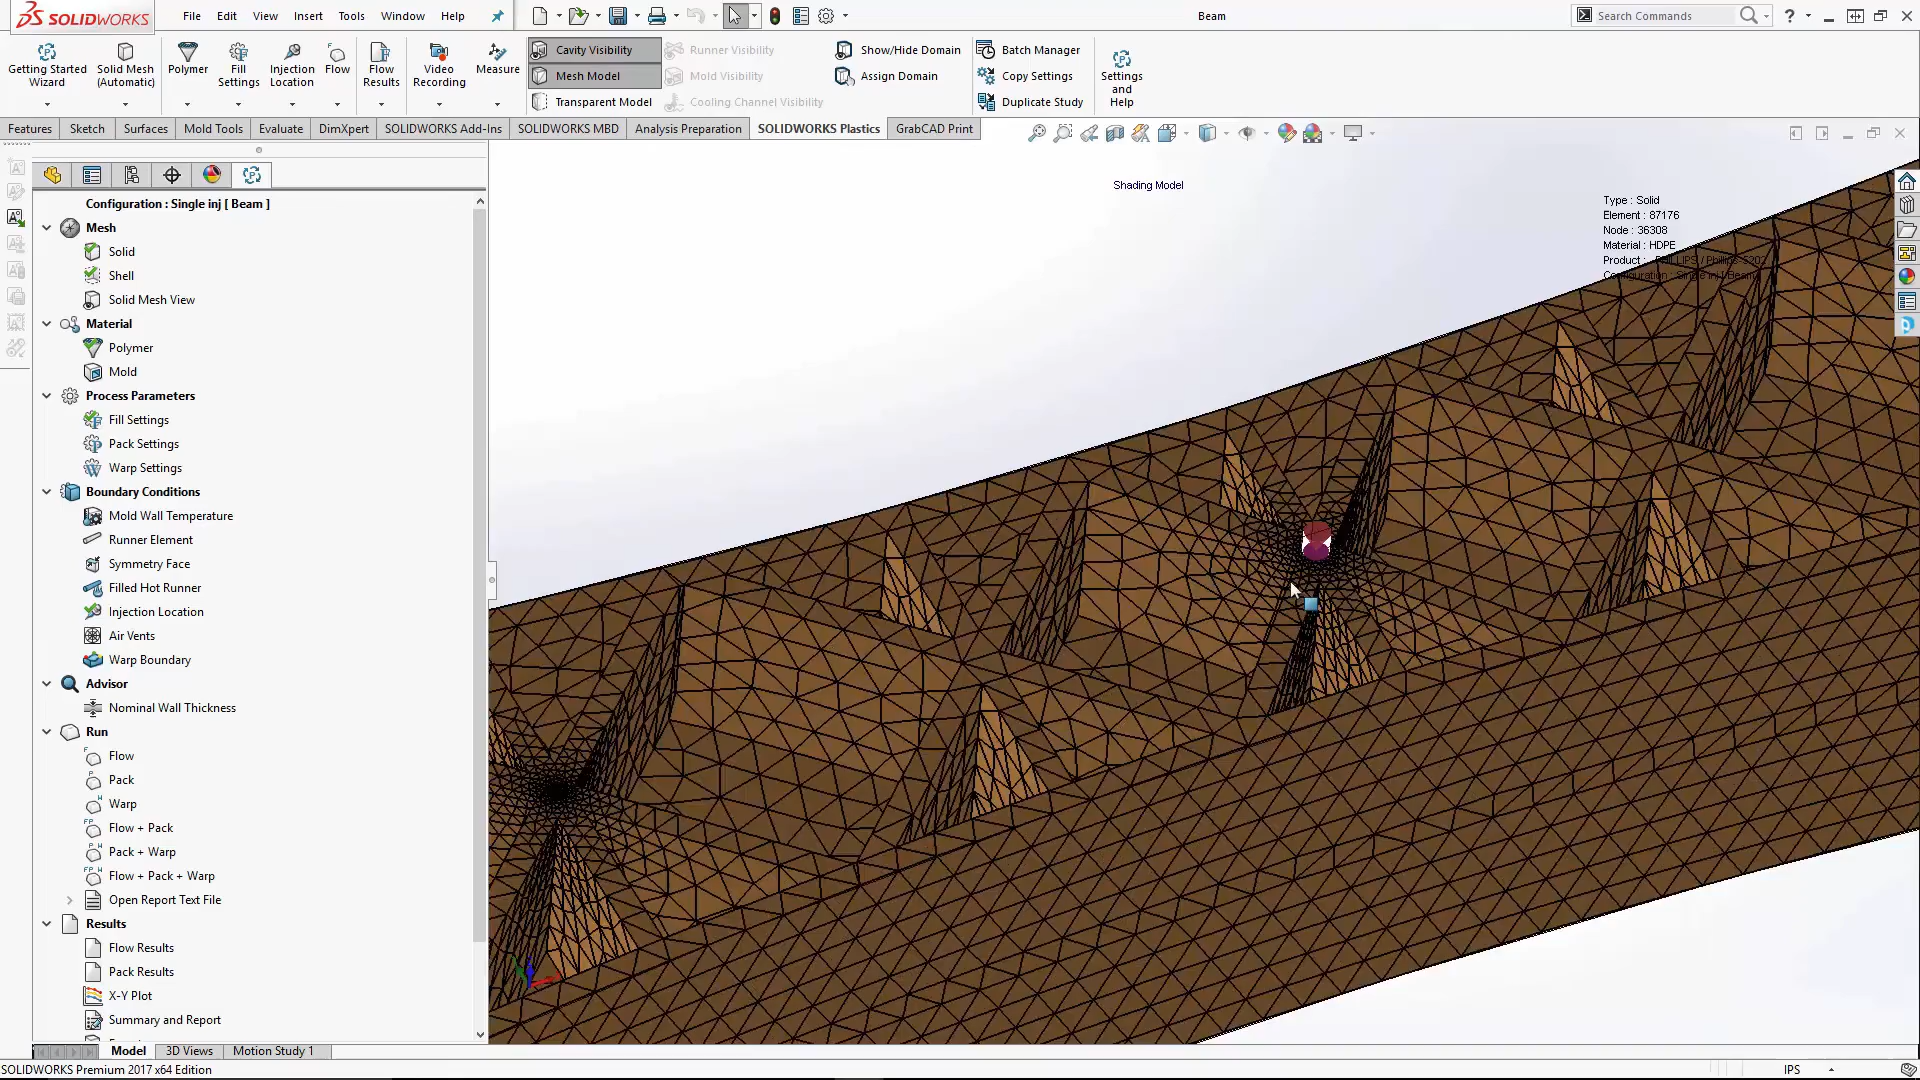 SOLIDWORKS
File Edit View Insert Tools Window Help
Beam
Search Commands
Getting Started Wizard
Solid Mesh (Automatic)
Polymer
Fill Settings
Injection Location
Flow
Flow Results
Video Recording
Measure
Cavity Visibility
Mesh Model
Transparent Model
Runner Visibility
Mold Visibility
Cooling Channel Visibility
Show/Hide Domain
Assign Domain
Batch Manager
Copy Settings
Duplicate Study
Settings and Help
Features Sketch Surfaces Mold Tools Evaluate DimXpert SOLIDWORKS Add-Ins SOLIDWORKS MBD Analysis Preparation SOLIDWORKS Plastics GrabCAD Print
Configuration : Single inj [ Beam ]
Mesh
Solid
Shell
Solid Mesh View
Material
Polymer
Mold
Process Parameters
Fill Settings
Pack Settings
Warp Settings
Boundary Conditions
Mold Wall Temperature
Runner Element
Symmetry Face
Filled Hot Runner
Injection Location
Air Vents
Warp Boundary
Advisor
Nominal Wall Thickness
Run
Flow
Pack
Warp
Flow + Pack
Pack + Warp
Flow + Pack + Warp
Open Report Text File
Results
Flow Results
Pack Results
X-Y Plot
Summary and Report
Shading Model
Type : Solid
Element : 87176
Node : 36308
Material : HDPE
Product :
Configuration : Single inj [ Beam ]
Model 3D Views Motion Study 1
SOLIDWORKS Premium 2017 x64 Edition
IPS